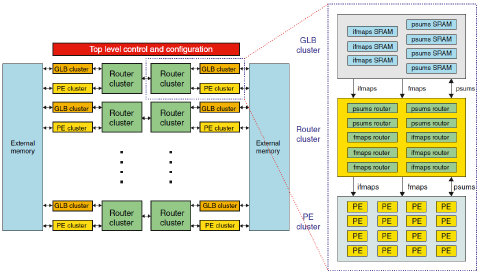 Top level control and configuration
GLB cluster
PE cluster
Router
cluster
Router
cluster
GLB cluster
PE cluster
GLB cluster
PE cluster
Router
cluster
Router
cluster
GLB cluster
PE cluster
External
memory
External
memory
GLB cluster
PE cluster
Router
cluster
Router
cluster
GLB cluster
PE cluster
GLB
cluster
ifmaps SRAM
ifmaps SRAM
ifmaps SRAM
psums SRAM
psums SRAM
psums SRAM
psums SRAM
ifmaps
fmaps
psums
Router
cluster
psums router
psums router
psums router
psums router
fmaps router
ifmaps router
fmaps router
ifmaps router
fmaps router
ifmaps router
ifmaps
fmaps
psums
PE
cluster
PE PE PE PE
PE PE PE PE
PE PE PE PE
PE PE PE PE